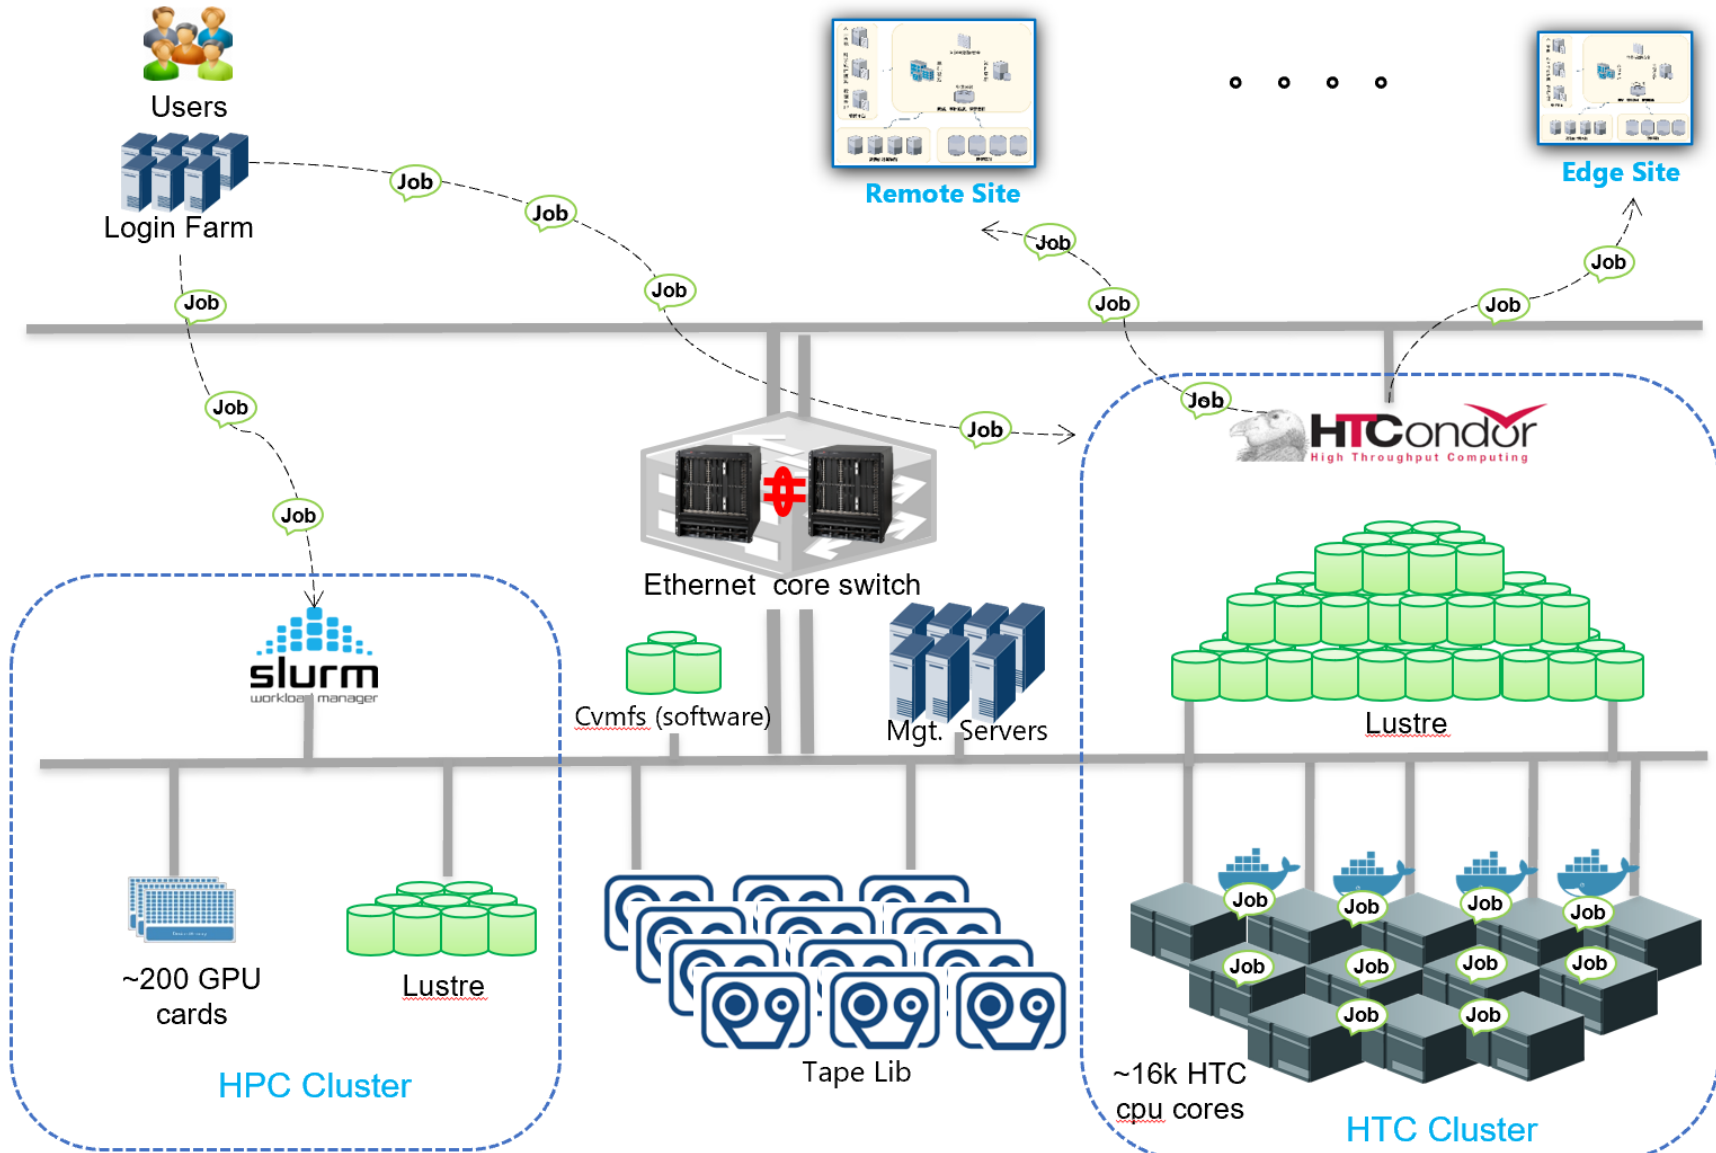 Users
Login Farm
Job
Job
Job
Job
Job
Job
Job
Remote Site
Edge Site
Job
Job
Job
Job
Job
Job
HTCondor
High Throughput Computing
Ethernet core switch
slurm
workload manager
Cvmfs (software)
Mgt. Servers
Lustre
~200 GPU
cards
Lustre
HPC Cluster
Tape Lib
Job
Job
Job
Job
Job
Job
Job
Job
Job
Job
~16k HTC
cpu cores
HTC Cluster